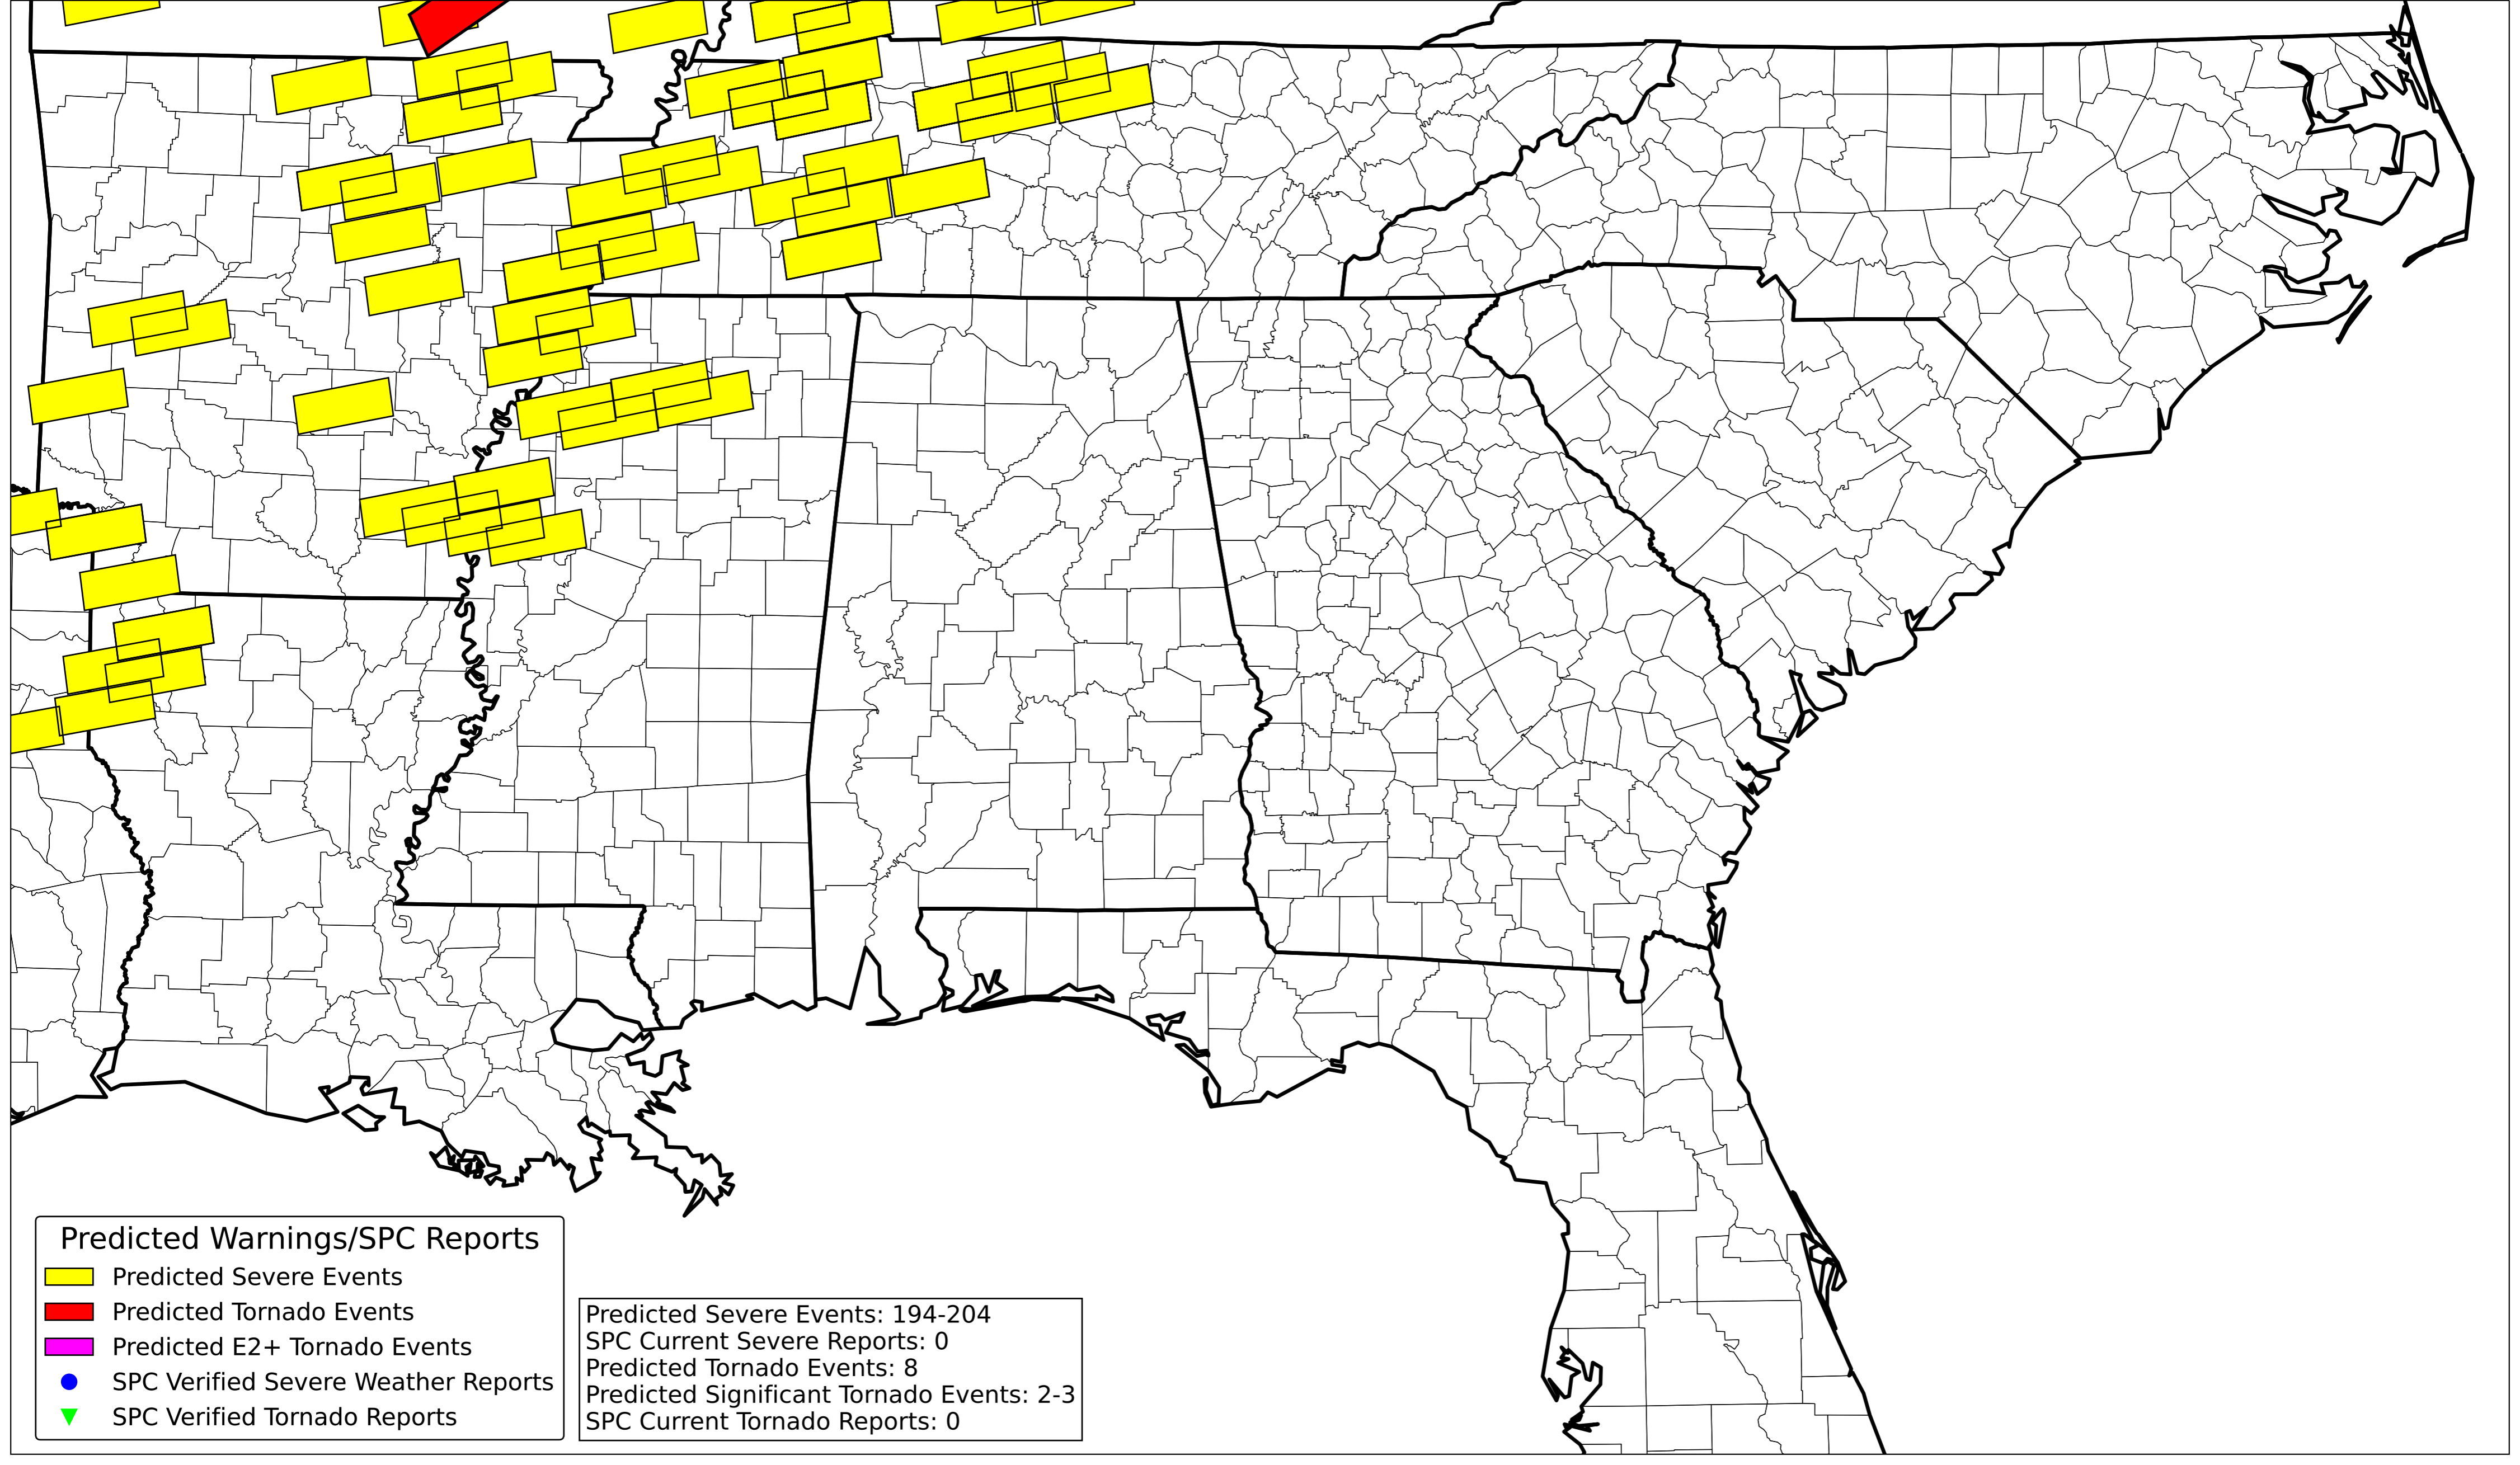 Predicted Warnings/SPC Reports
Predicted Severe Events
Predicted Tornado Events
Predicted E2+ Tornado Events
SPC Verified Severe Weather Reports
SPC Verified Tornado Reports
Predicted Severe Events: 194-204
SPC Current Severe Reports: 0
Predicted Tornado Events: 8
Predicted Significant Tornado Events: 2-3
SPC Current Tornado Reports: 0